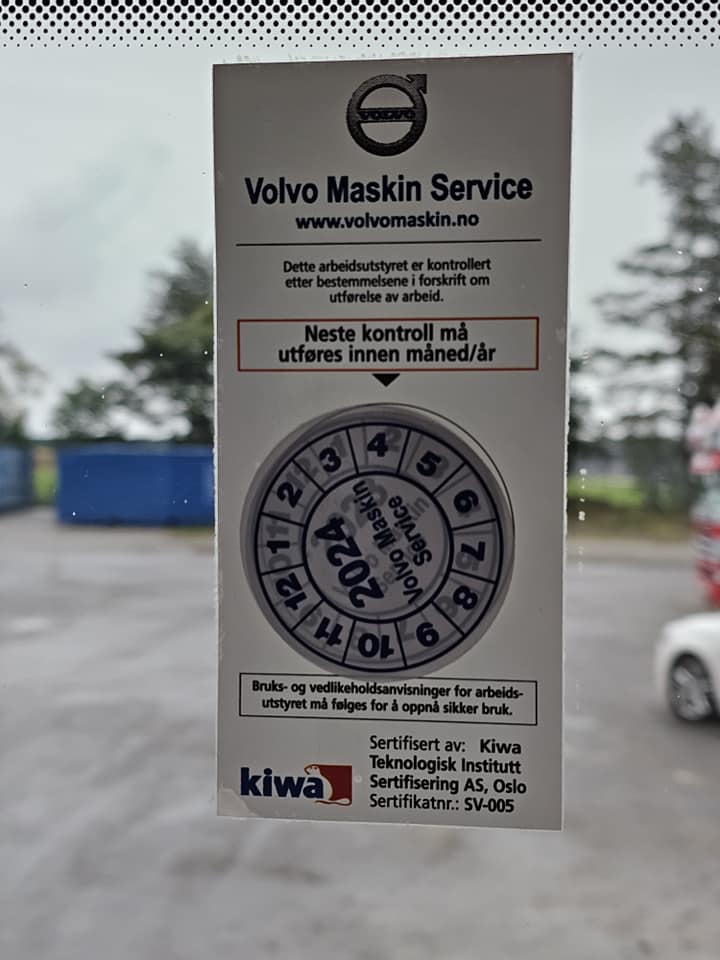 VOLVO
Volvo Maskin Service
www.volvomaskin.no
Dette arbeidsutstyret er kontrollert
etter bestemmelsene i forskrift om
utførelse av arbeid.
Neste kontroll må
utføres innen måned/år
1 2 3 4 5 6 7 8 9 10 11 12
2024
Volvo Maskin
Service
Bruks- og vedlikeholdsanvisninger for arbeids-
utstyret må følges for å oppnå sikker bruk.
kiwa
Sertifisert av: Kiwa
Teknologisk Institutt
Sertifisering AS, Oslo
Sertifikatnr.: SV-005